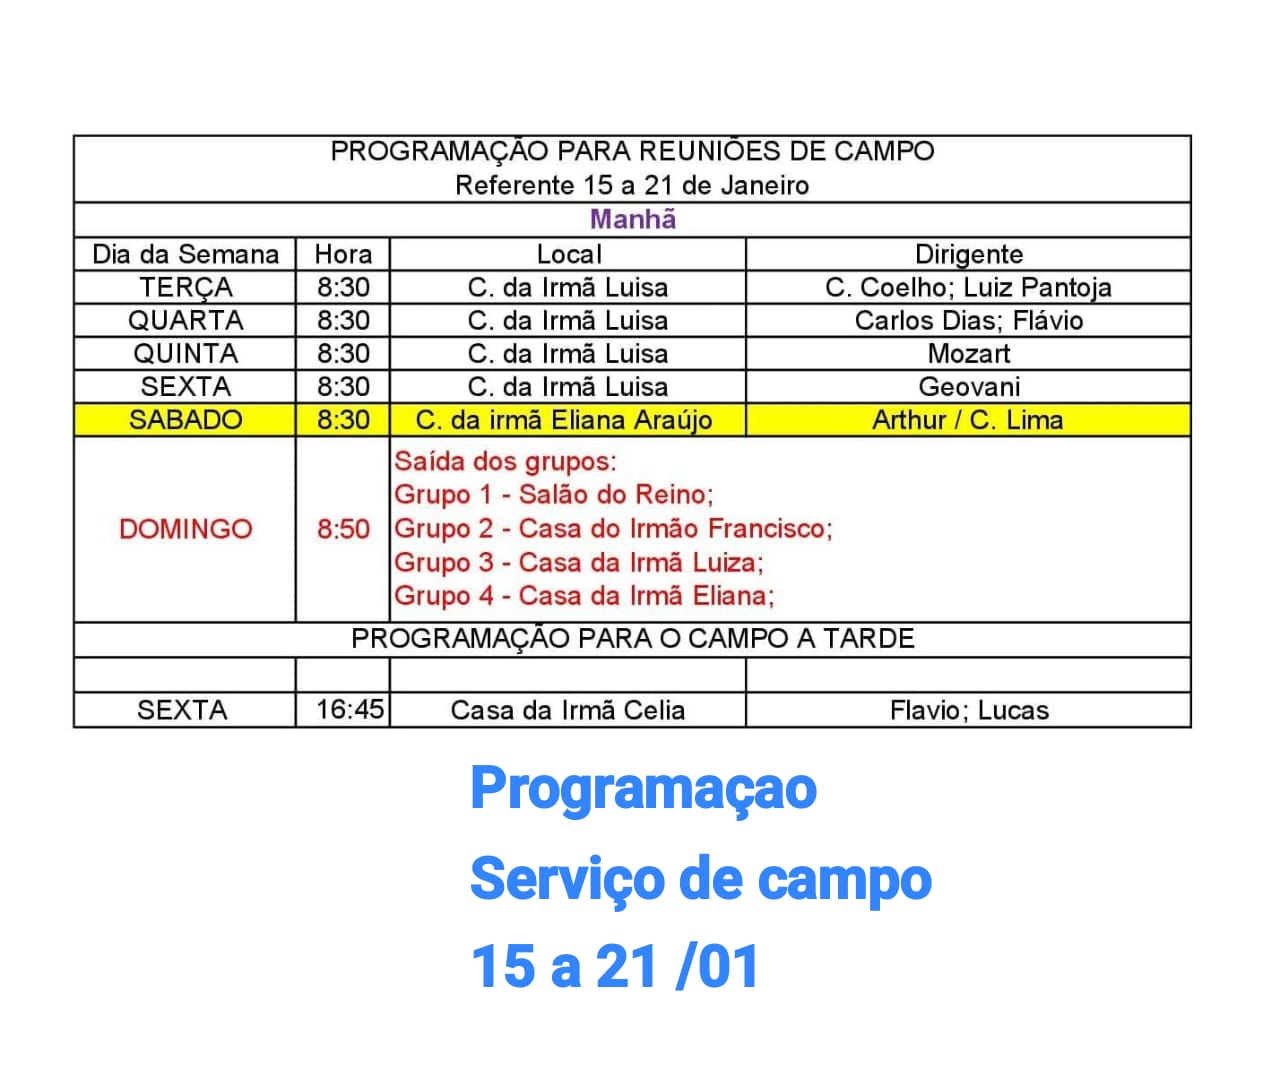 PROGRAMAÇÃO PARA REUNIÕES DE CAMPO
Referente 15 a 21 de Janeiro
Manhã
Dia da Semana Hora Local Dirigente
TERÇA 8:30 C. da Irmã Luisa C. Coelho; Luiz Pantoja
QUARTA 8:30 C. da Irmã Luisa Carlos Dias; Flávio
QUINTA 8:30 C. da Irmã Luisa Mozart
SEXTA 8:30 C. da Irmã Luisa Geovani
SABADO 8:30 C. da irmã Eliana Araújo Arthur / C. Lima
DOMINGO 8:50
Saída dos grupos:
Grupo 1 - Salão do Reino;
Grupo 2 - Casa do Irmão Francisco;
Grupo 3 - Casa da Irmã Luiza;
Grupo 4 - Casa da Irmã Eliana;
PROGRAMAÇÃO PARA O CAMPO A TARDE
SEXTA 16:45 Casa da Irmã Celia Flavio; Lucas
Programaçao
Serviço de campo
15 a 21 /01